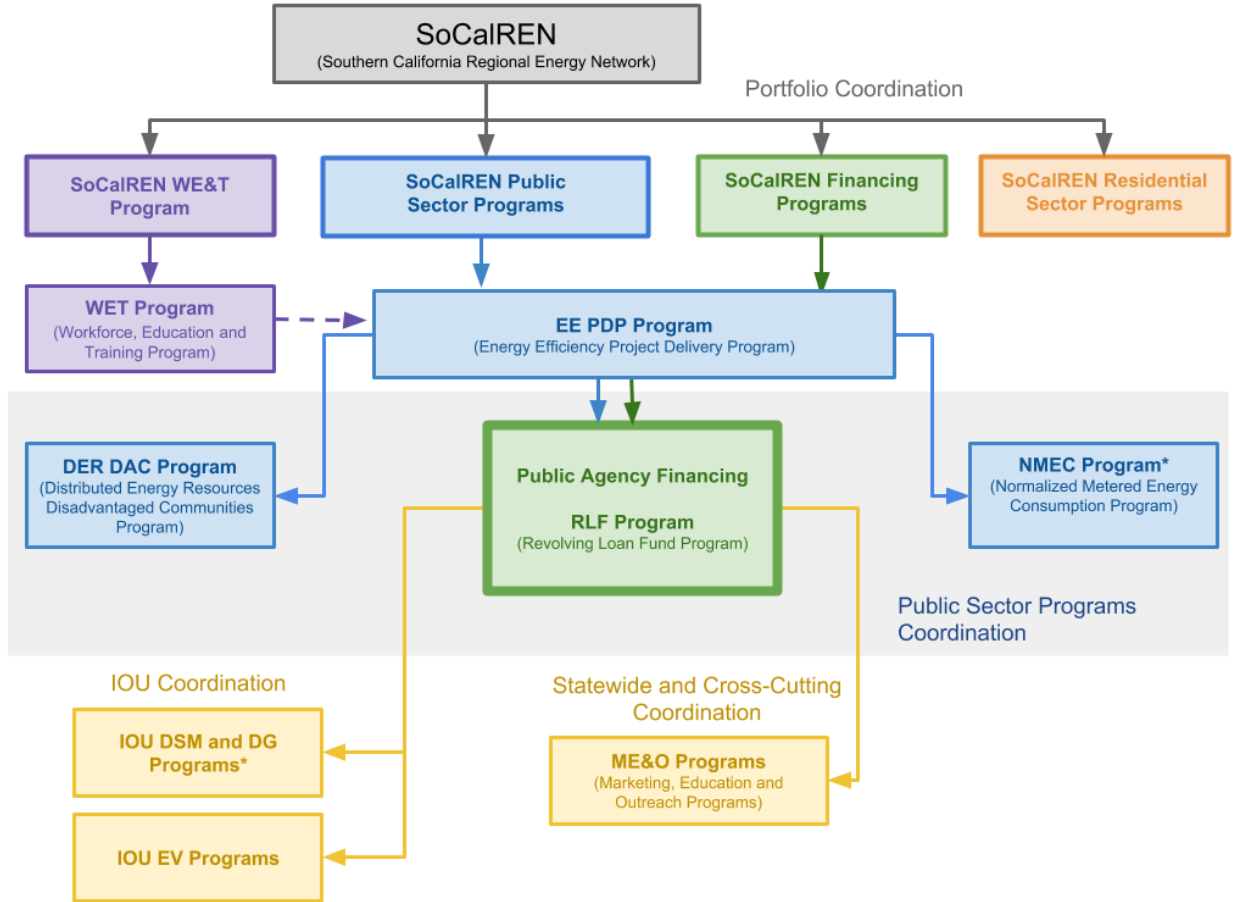 SoCalREN
(Southern California Regional Energy Network)
Portfolio Coordination
SoCalREN WE&T
Program
SoCalREN Public
Sector Programs
SoCalREN Financing
Programs
SoCalREN Residential
Sector Programs
WET Program
(Workforce, Education and
Training Program)
EE PDP Program
(Energy Efficiency Project Delivery Program)
DER DAC Program
(Distributed Energy Resources
Disadvantaged Communities
Program)
Public Agency Financing
RLF Program
(Revolving Loan Fund Program)
NMEC Program*
(Normalized Metered Energy
Consumption Program)
Public Sector Programs
Coordination
IOU Coordination
Statewide and Cross-Cutting
Coordination
IOU DSM and DG
Programs*
ME&O Programs
(Marketing, Education and
Outreach Programs)
IOU EV Programs